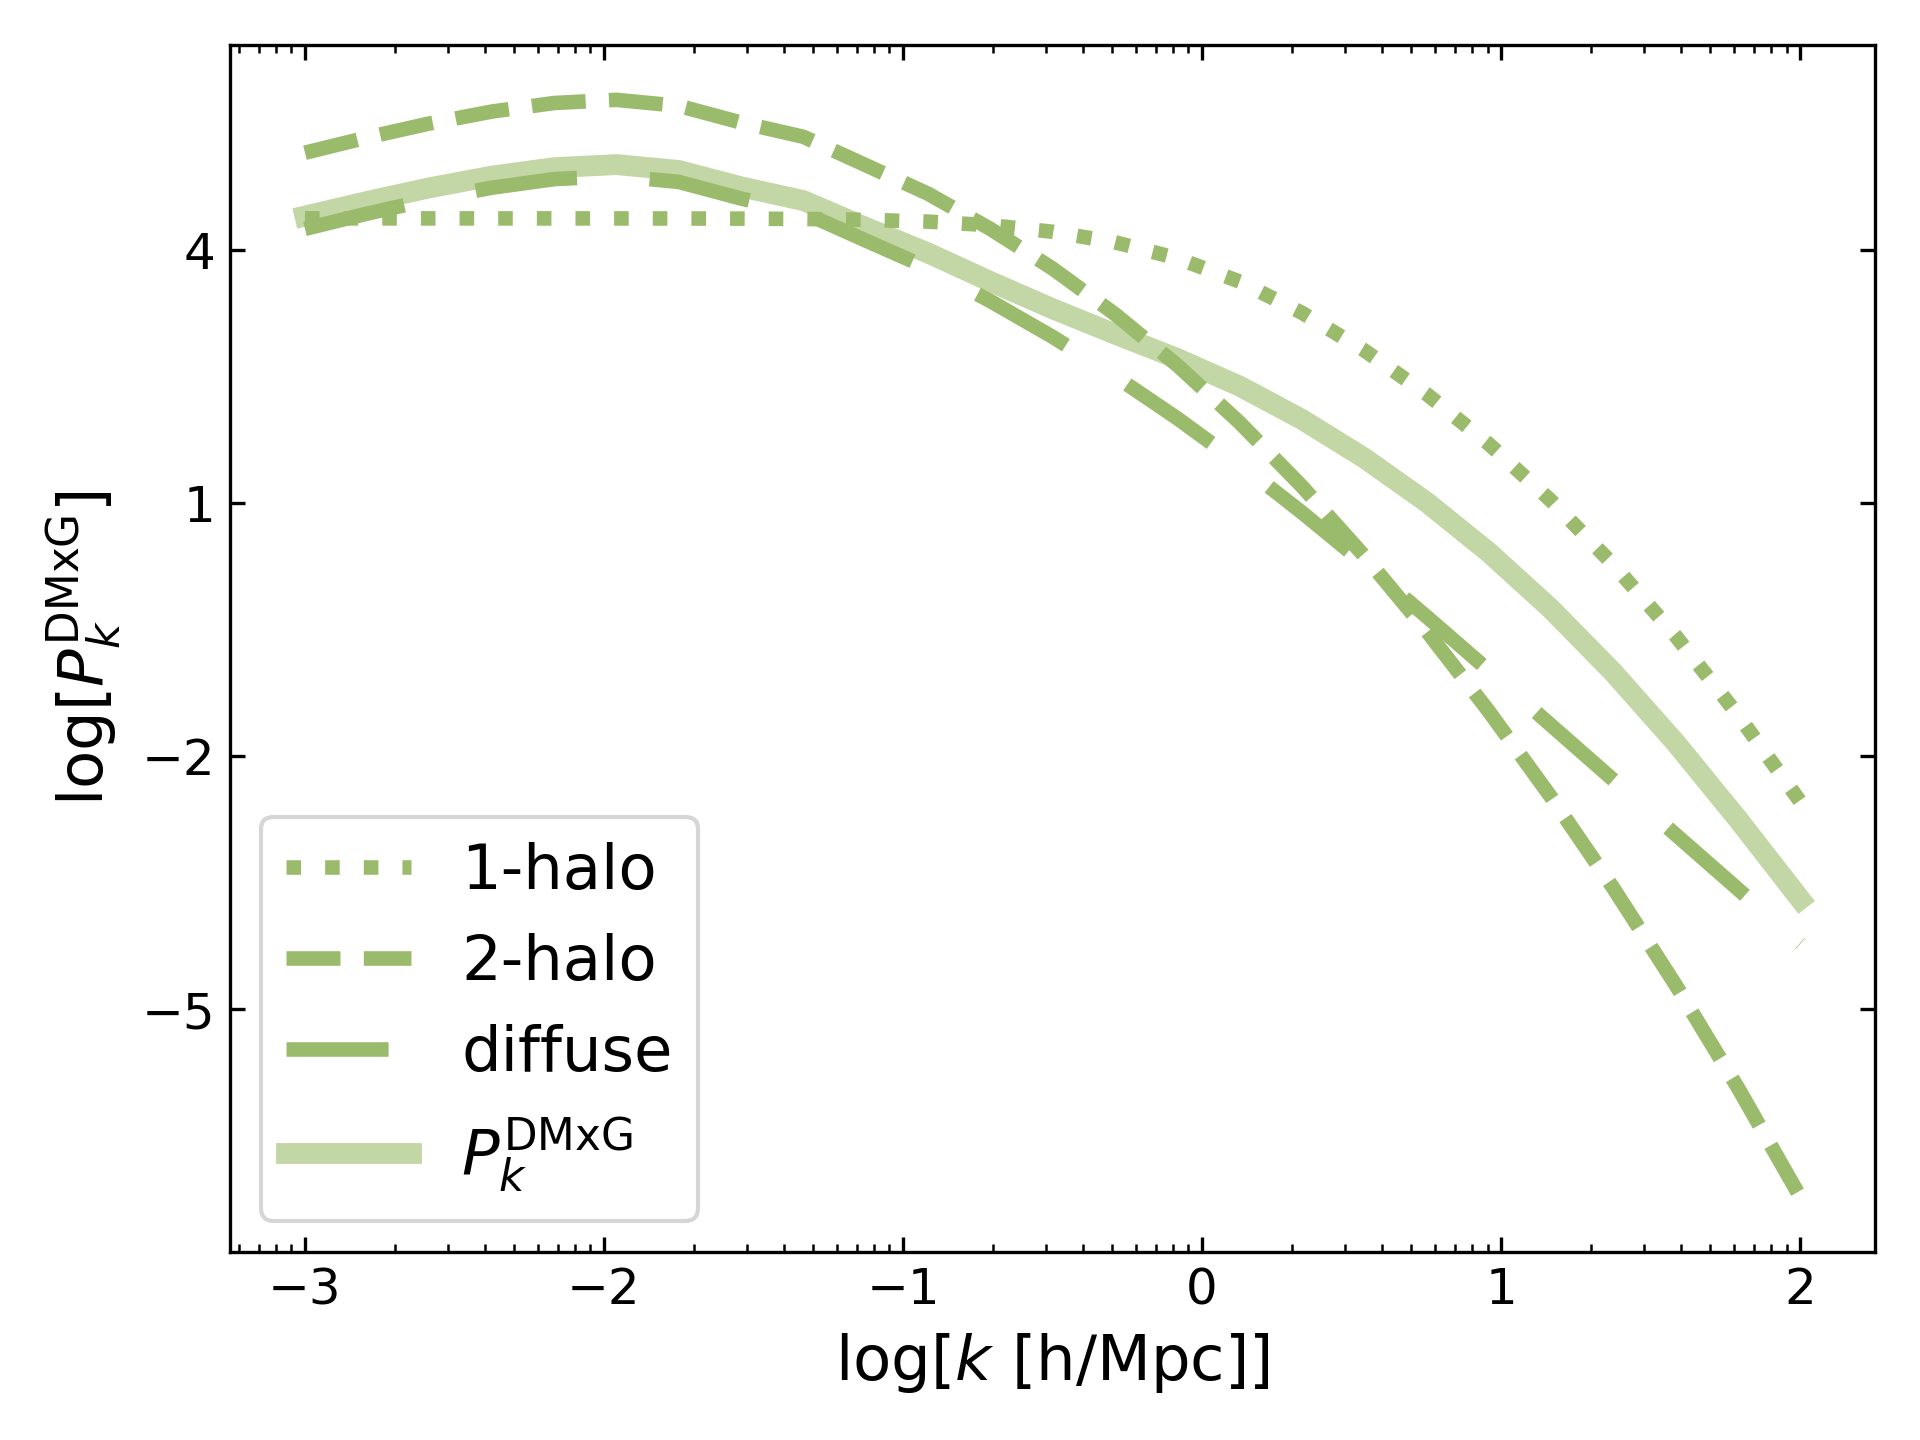 log[P_k^DMxG]
4
1
−2
−5
1-halo
2-halo
diffuse
P_k^DMxG
−3 −2 −1 0 1 2
log[k [h/Mpc]]